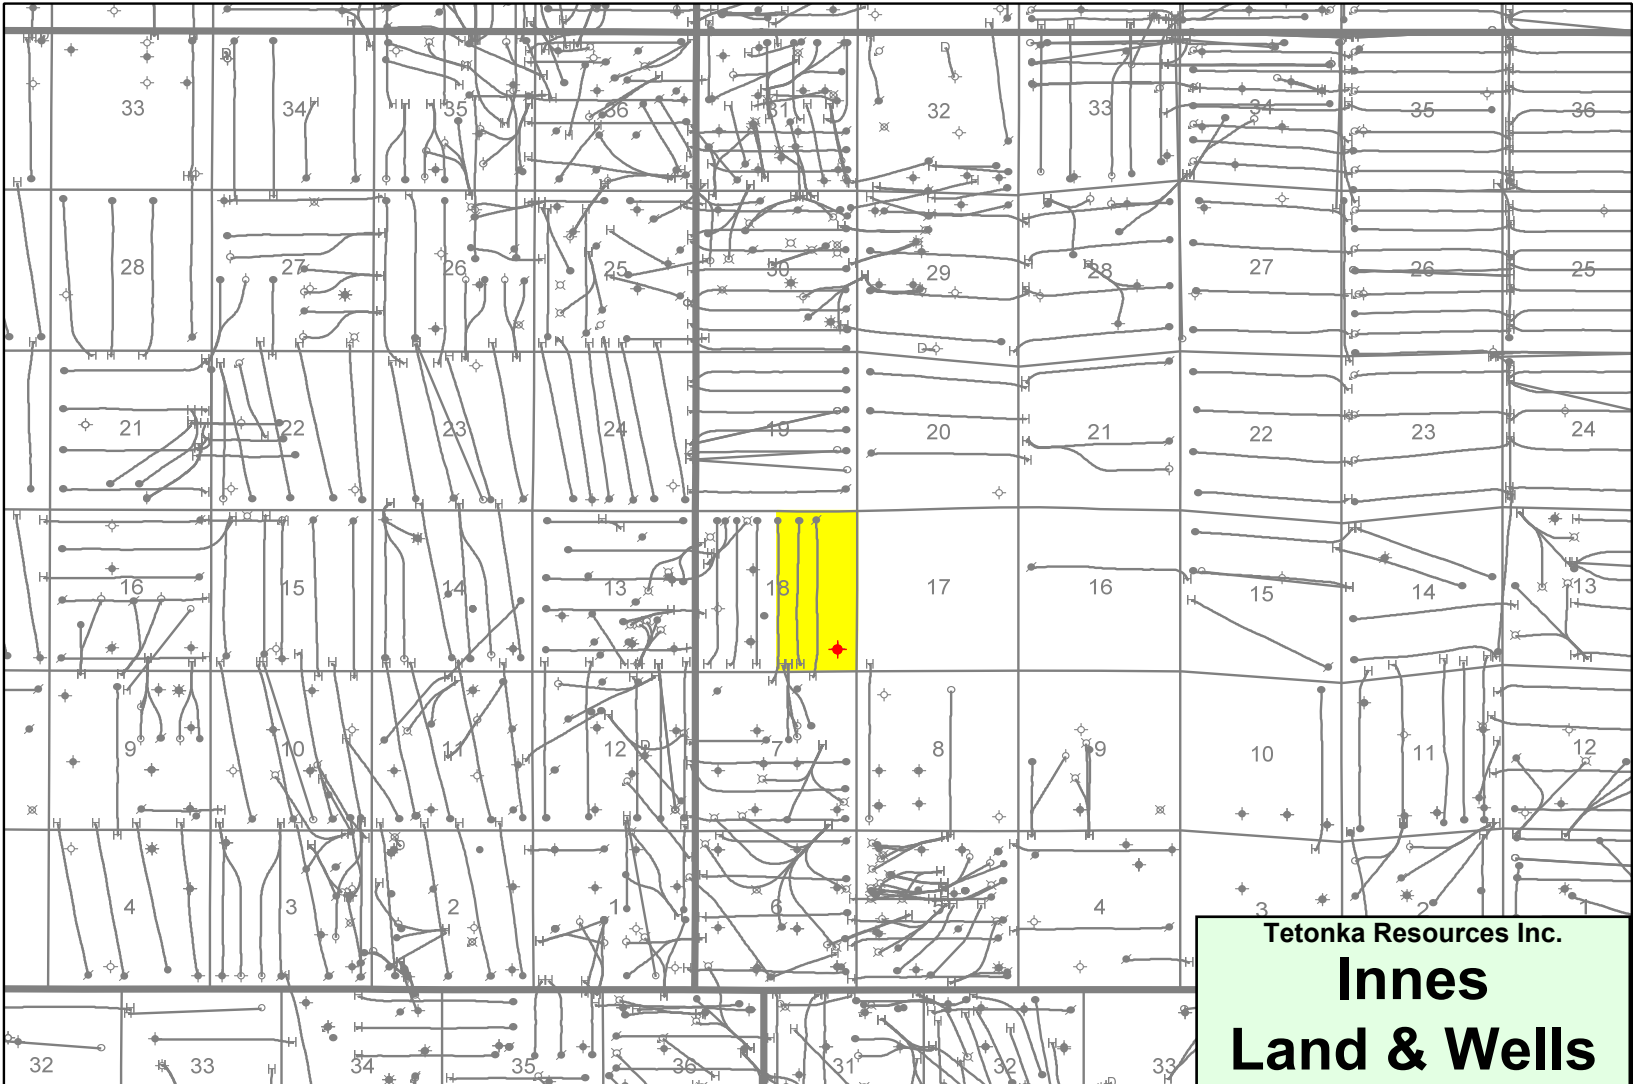 33 34 35 36 31 32 33 34 35 36
28 27 26 25 30 29 28 27 26 25
21 22 23 24 19 20 21 22 23 24
16 15 14 13 18 17 16 15 14 13
9 10 11 12 7 8 9 10 11 12
4 3 2 1 6 5 4 3 2 1
32 33 34 35 36 31 32 33
Tetonka Resources Inc.
Innes
Land & Wells